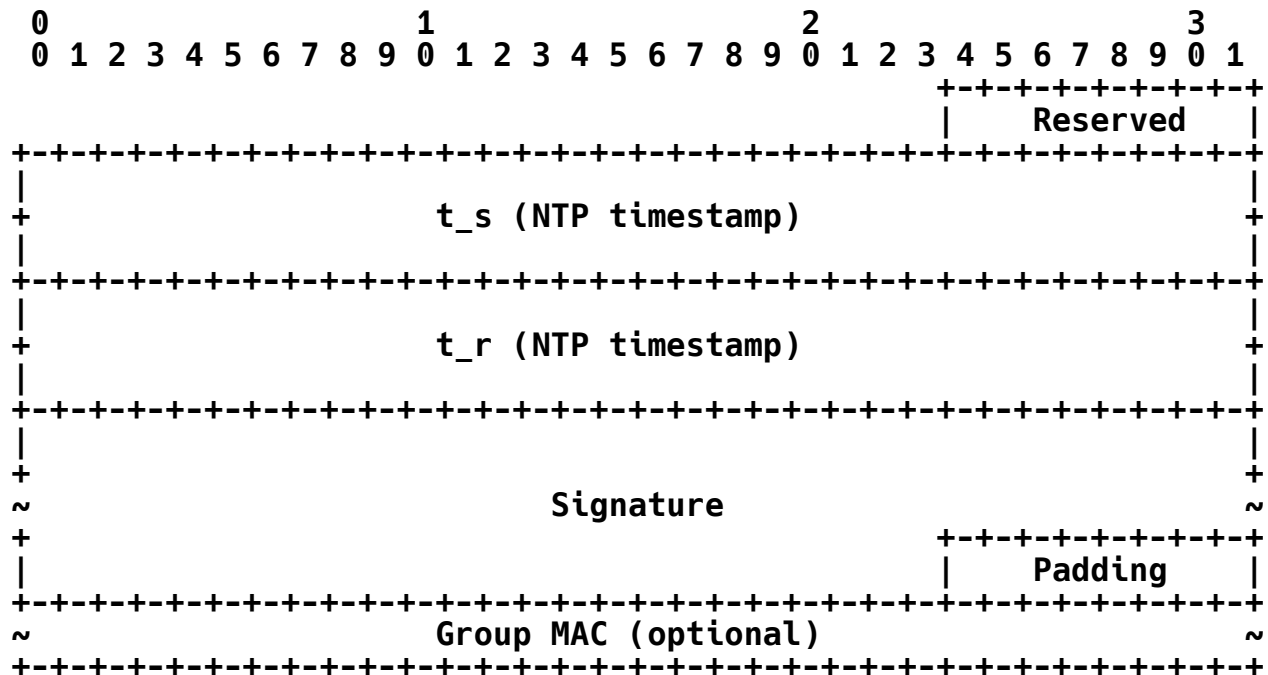 0                   1                   2                   3
 0 1 2 3 4 5 6 7 8 9 0 1 2 3 4 5 6 7 8 9 0 1 2 3 4 5 6 7 8 9 0 1
                                                +-+-+-+-+-+-+-+-+
                                                |    Reserved   |
+-+-+-+-+-+-+-+-+-+-+-+-+-+-+-+-+-+-+-+-+-+-+-+-+-+-+-+-+-+-+-+-+
|                                                               |
+                     t_s (NTP timestamp)                       +
|                                                               |
+-+-+-+-+-+-+-+-+-+-+-+-+-+-+-+-+-+-+-+-+-+-+-+-+-+-+-+-+-+-+-+-+
|                                                               |
+                     t_r (NTP timestamp)                       +
|                                                               |
+-+-+-+-+-+-+-+-+-+-+-+-+-+-+-+-+-+-+-+-+-+-+-+-+-+-+-+-+-+-+-+-+
|                                                               |
+                                                               +
~                           Signature                           ~
+                                               +-+-+-+-+-+-+-+-+
|                                               |    Padding    |
+-+-+-+-+-+-+-+-+-+-+-+-+-+-+-+-+-+-+-+-+-+-+-+-+-+-+-+-+-+-+-+-+
~                     Group MAC (optional)                      ~
+-+-+-+-+-+-+-+-+-+-+-+-+-+-+-+-+-+-+-+-+-+-+-+-+-+-+-+-+-+-+-+-+